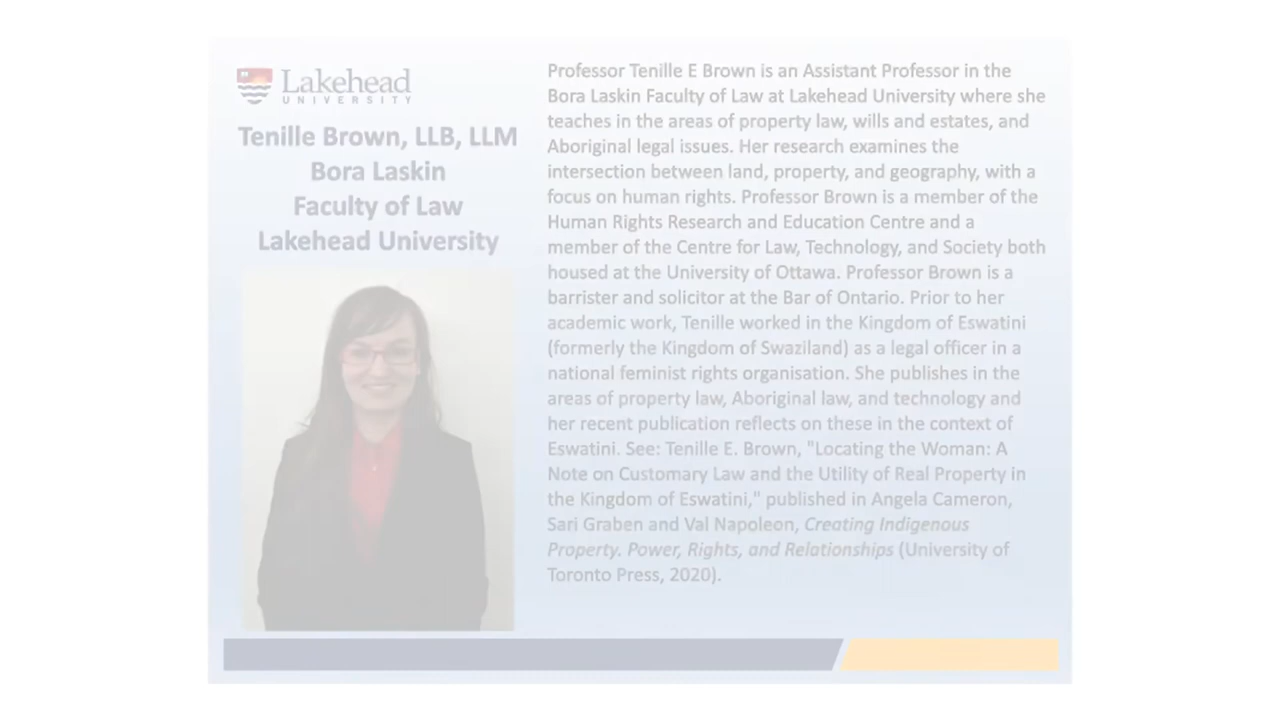 Lakehead
UNIVERSITY
Tenille Brown, LLB, LLM
Bora Laskin
Faculty of Law
Lakehead University
Professor Tenille E Brown is an Assistant Professor in the
Bora Laskin Faculty of Law at Lakehead University where she
teaches in the areas of property law, wills and estates, and
Aboriginal legal issues. Her research examines the
intersection between land, property, and geography, with a
focus on human rights. Professor Brown is a member of the
Human Rights Research and Education Centre and a
member of the Centre for Law, Technology, and Society both
housed at the University of Ottawa. Professor Brown is a
barrister and solicitor at the Bar of Ontario. Prior to her
academic work, Tenille worked in the Kingdom of Eswatini
(formerly the Kingdom of Swaziland) as a legal officer in a
national feminist rights organisation. She publishes in the
areas of property law, Aboriginal law, and technology and
her recent publication reflects on these in the context of
Eswatini. See: Tenille E. Brown, "Locating the Woman: A
Note on Customary Law and the Utility of Real Property in
the Kingdom of Eswatini," published in Angela Cameron,
Sari Graben and Val Napoleon, Creating Indigenous
Property. Power, Rights, and Relationships (University of
Toronto Press, 2020).